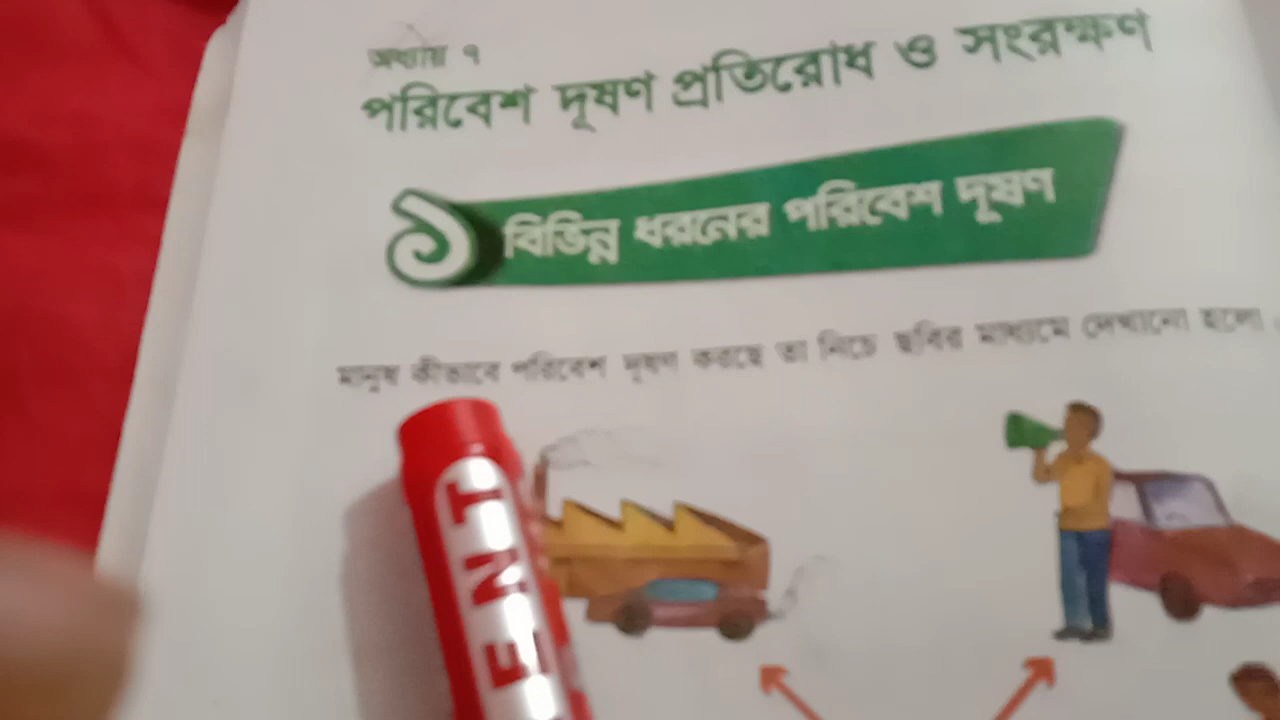 অধ্যায় ৭
পরিবেশ দূষণ প্রতিরোধ ও সংরক্ষণ
১ বিভিন্ন ধরনের পরিবেশ দূষণ
মানুষ কীভাবে পরিবেশ দূষণ করছে তা নিচে ছবির মাধ্যমে দেখানো হলো
ENT